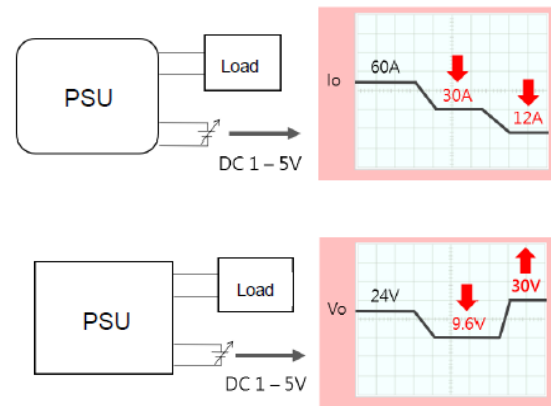 PSU
Load
DC 1 – 5V
Io
60A
30A
12A
PSU
Load
DC 1 – 5V
Vo
24V
9.6V
30V